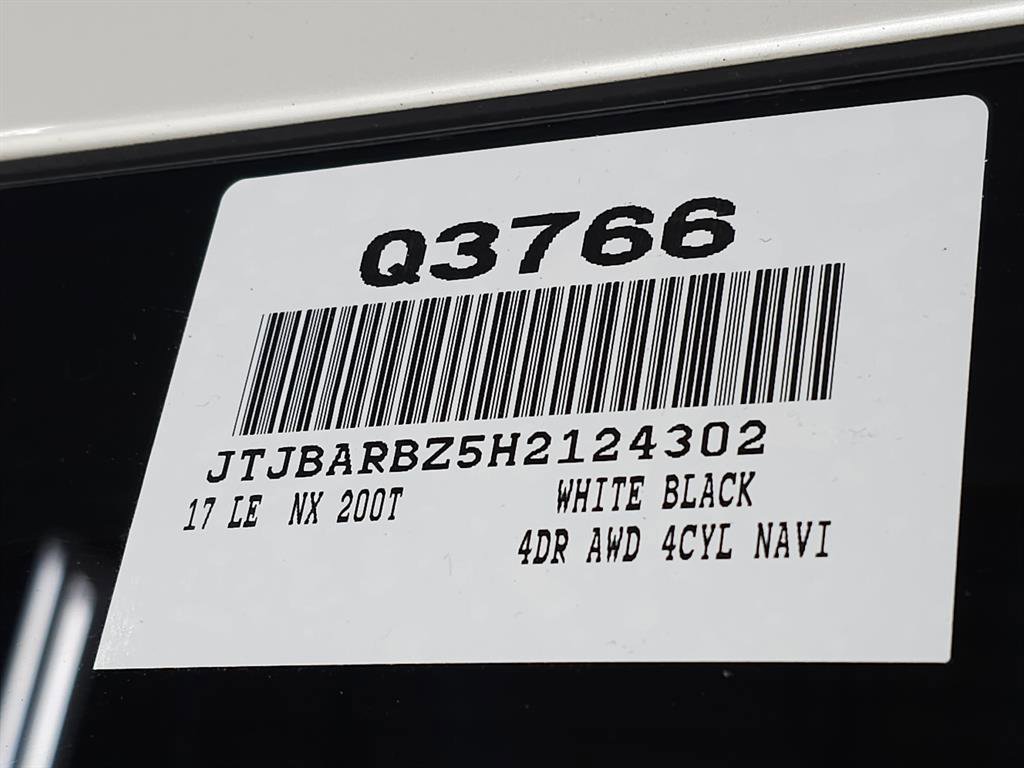 Q3766
JTJBARBZ5H2124302
17 LE NX 200T
WHITE BLACK
4DR AWD 4CYL NAVI